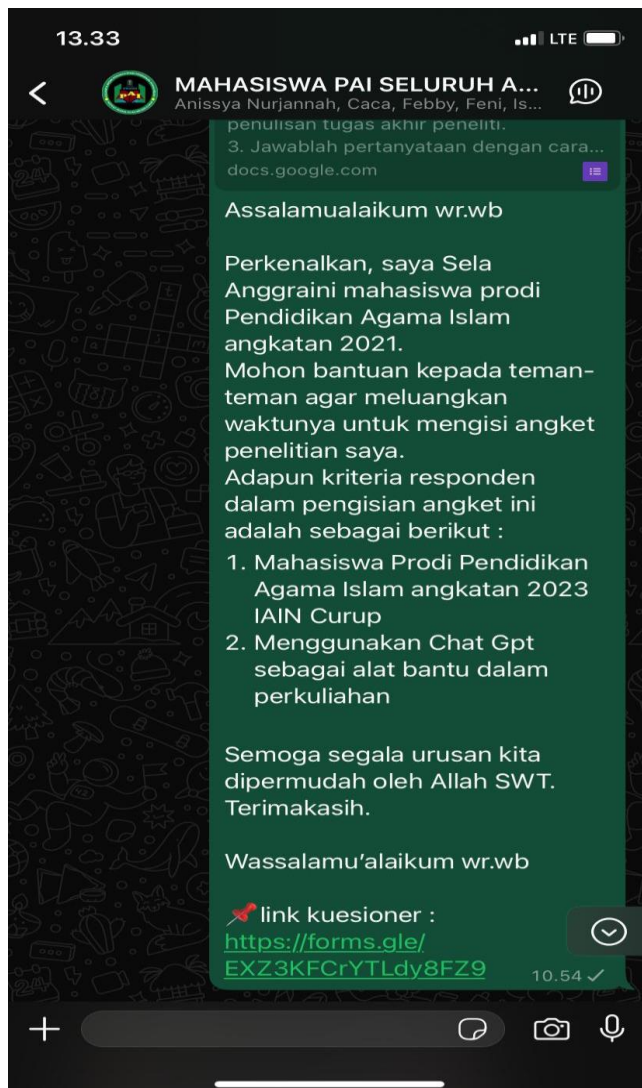 13.33
LTE
MAHASISWA PAI SELURUH A...
Anissya Nurjannah, Caca, Febby, Feni, Is...
penulisan tugas akhir peneliti.
3. Jawablah pertanyataan dengan cara...
docs.google.com
Assalamualaikum wr.wb
Perkenalkan, saya Sela
Anggraini mahasiswa prodi
Pendidikan Agama Islam
angkatan 2021.
Mohon bantuan kepada teman-
teman agar meluangkan
waktunya untuk mengisi angket
penelitian saya.
Adapun kriteria responden
dalam pengisian angket ini
adalah sebagai berikut :
1. Mahasiswa Prodi Pendidikan
Agama Islam angkatan 2023
IAIN Curup
2. Menggunakan Chat Gpt
sebagai alat bantu dalam
perkuliahan
Semoga segala urusan kita
dipermudah oleh Allah SWT.
Terimakasih.
Wassalamu'alaikum wr.wb
link kuesioner :
https://forms.gle/
EXZ3KFCrYTLdy8FZ9
10.54